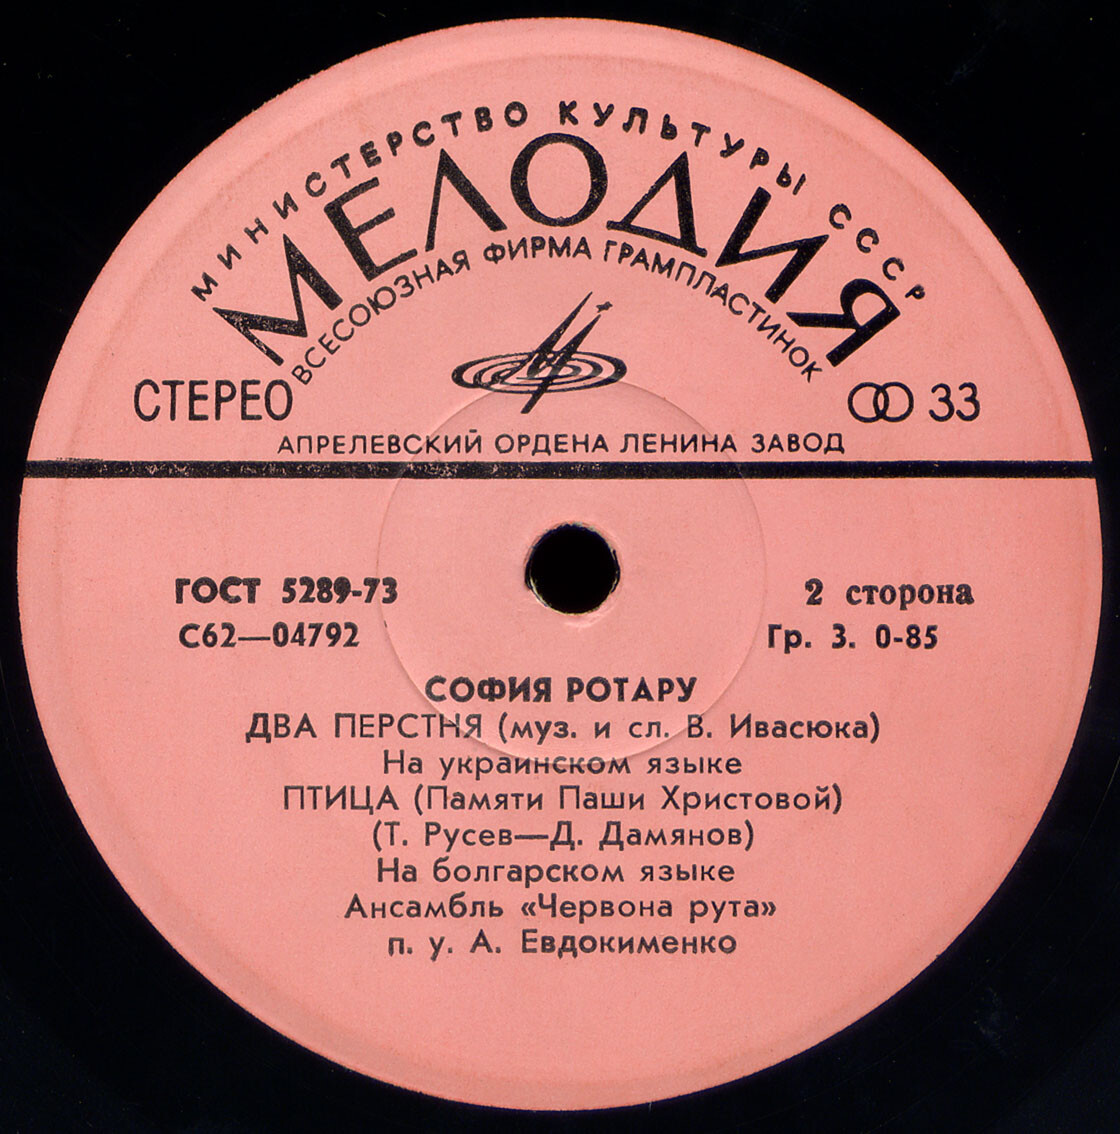 МИНИСТЕРСТВО КУЛЬТУРЫ СССР
МЕЛОДИЯ
ВСЕСОЮЗНАЯ ФИРМА ГРАМПЛАСТИНОК
СТЕРЕО
33
АПРЕЛЕВСКИЙ ОРДЕНА ЛЕНИНА ЗАВОД
ГОСТ 5289-73
2 сторона
С62—04792
Гр. 3. 0-85
СОФИЯ РОТАРУ
ДВА ПЕРСТНЯ (муз. и сл. В. Ивасюка)
На украинском языке
ПТИЦА (Памяти Паши Христовой)
(Т. Русев—Д. Дамянов)
На болгарском языке
Ансамбль «Червона рута»
п. у. А. Евдокименко